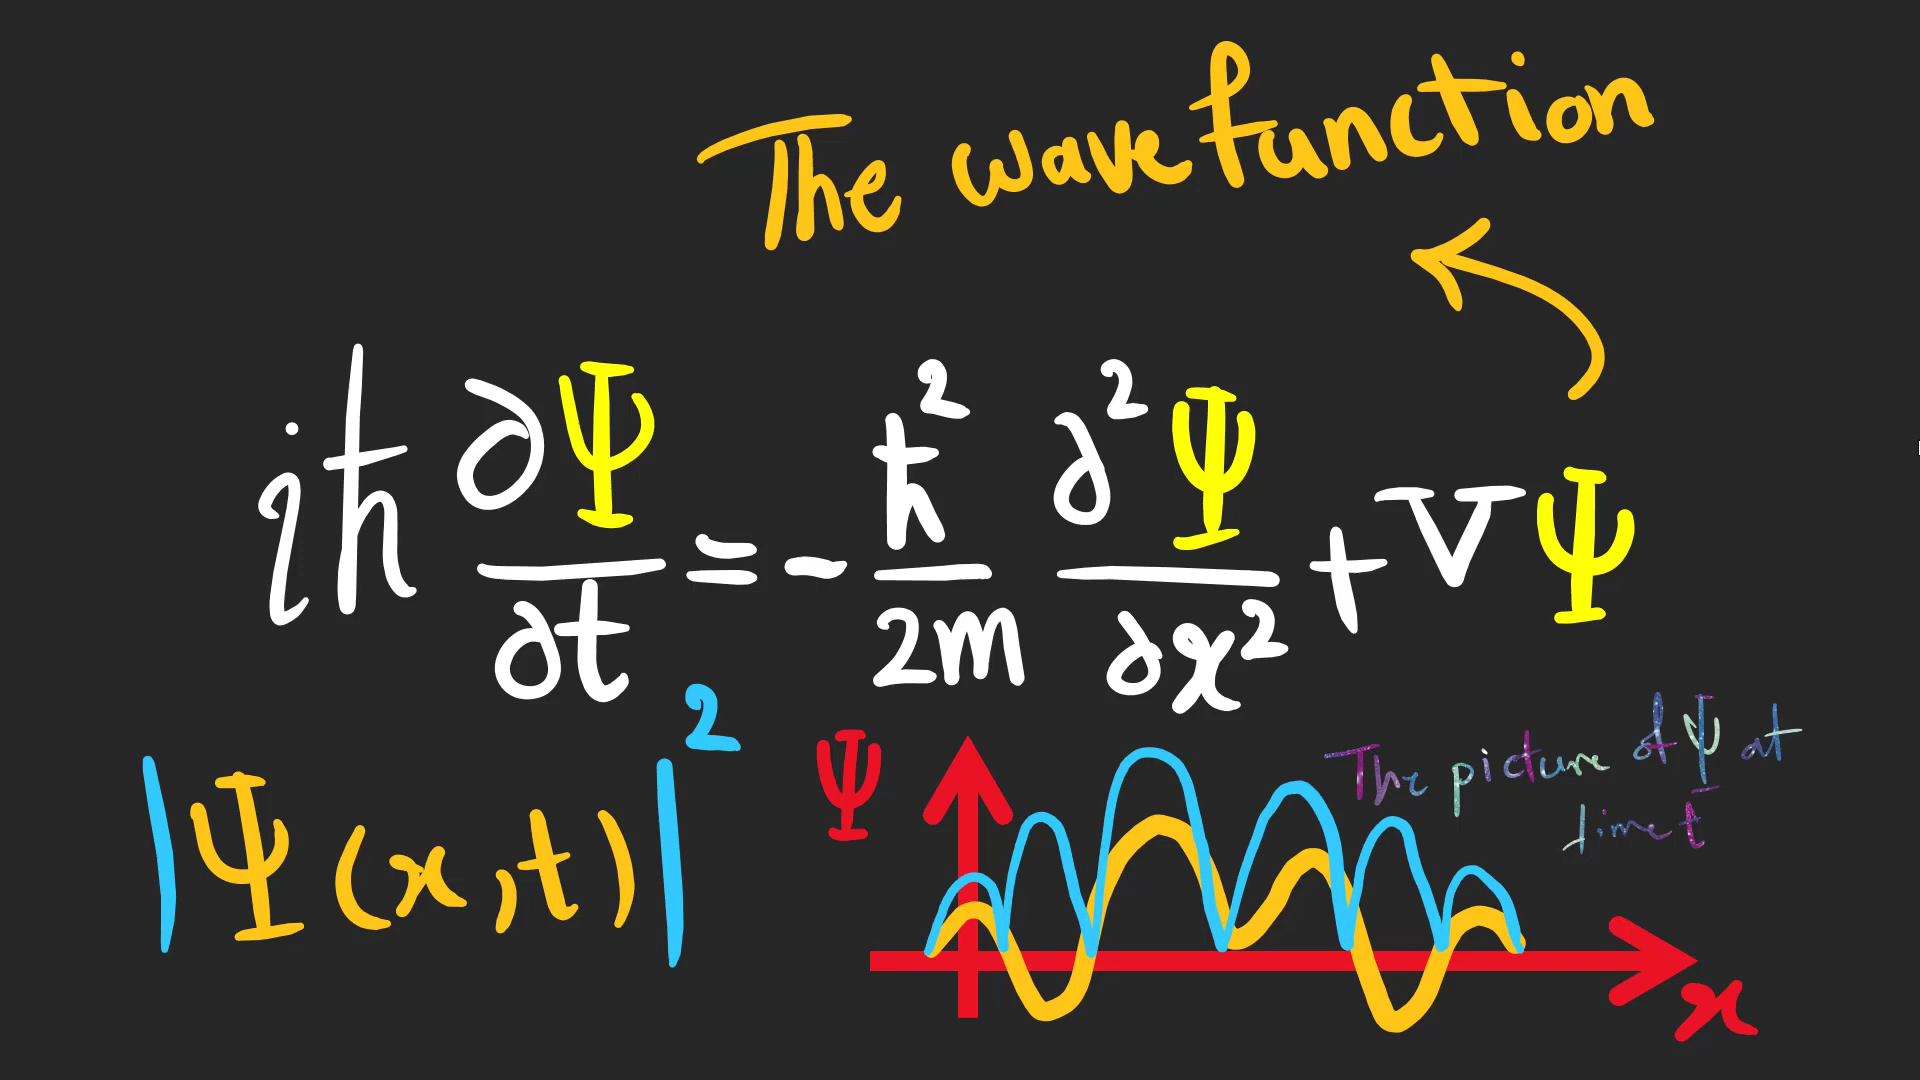 The wavefunction
iħ ∂Ψ/∂t = - ħ²/2m ∂²Ψ/∂x² + VΨ
|Ψ(x,t)|²
Ψ
The picture of Ψ at
time t
x